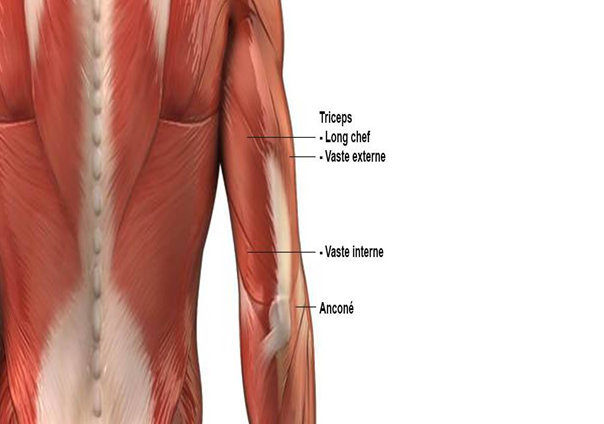 Triceps
- Long chef
- Vaste externe
- Vaste interne
Anconé